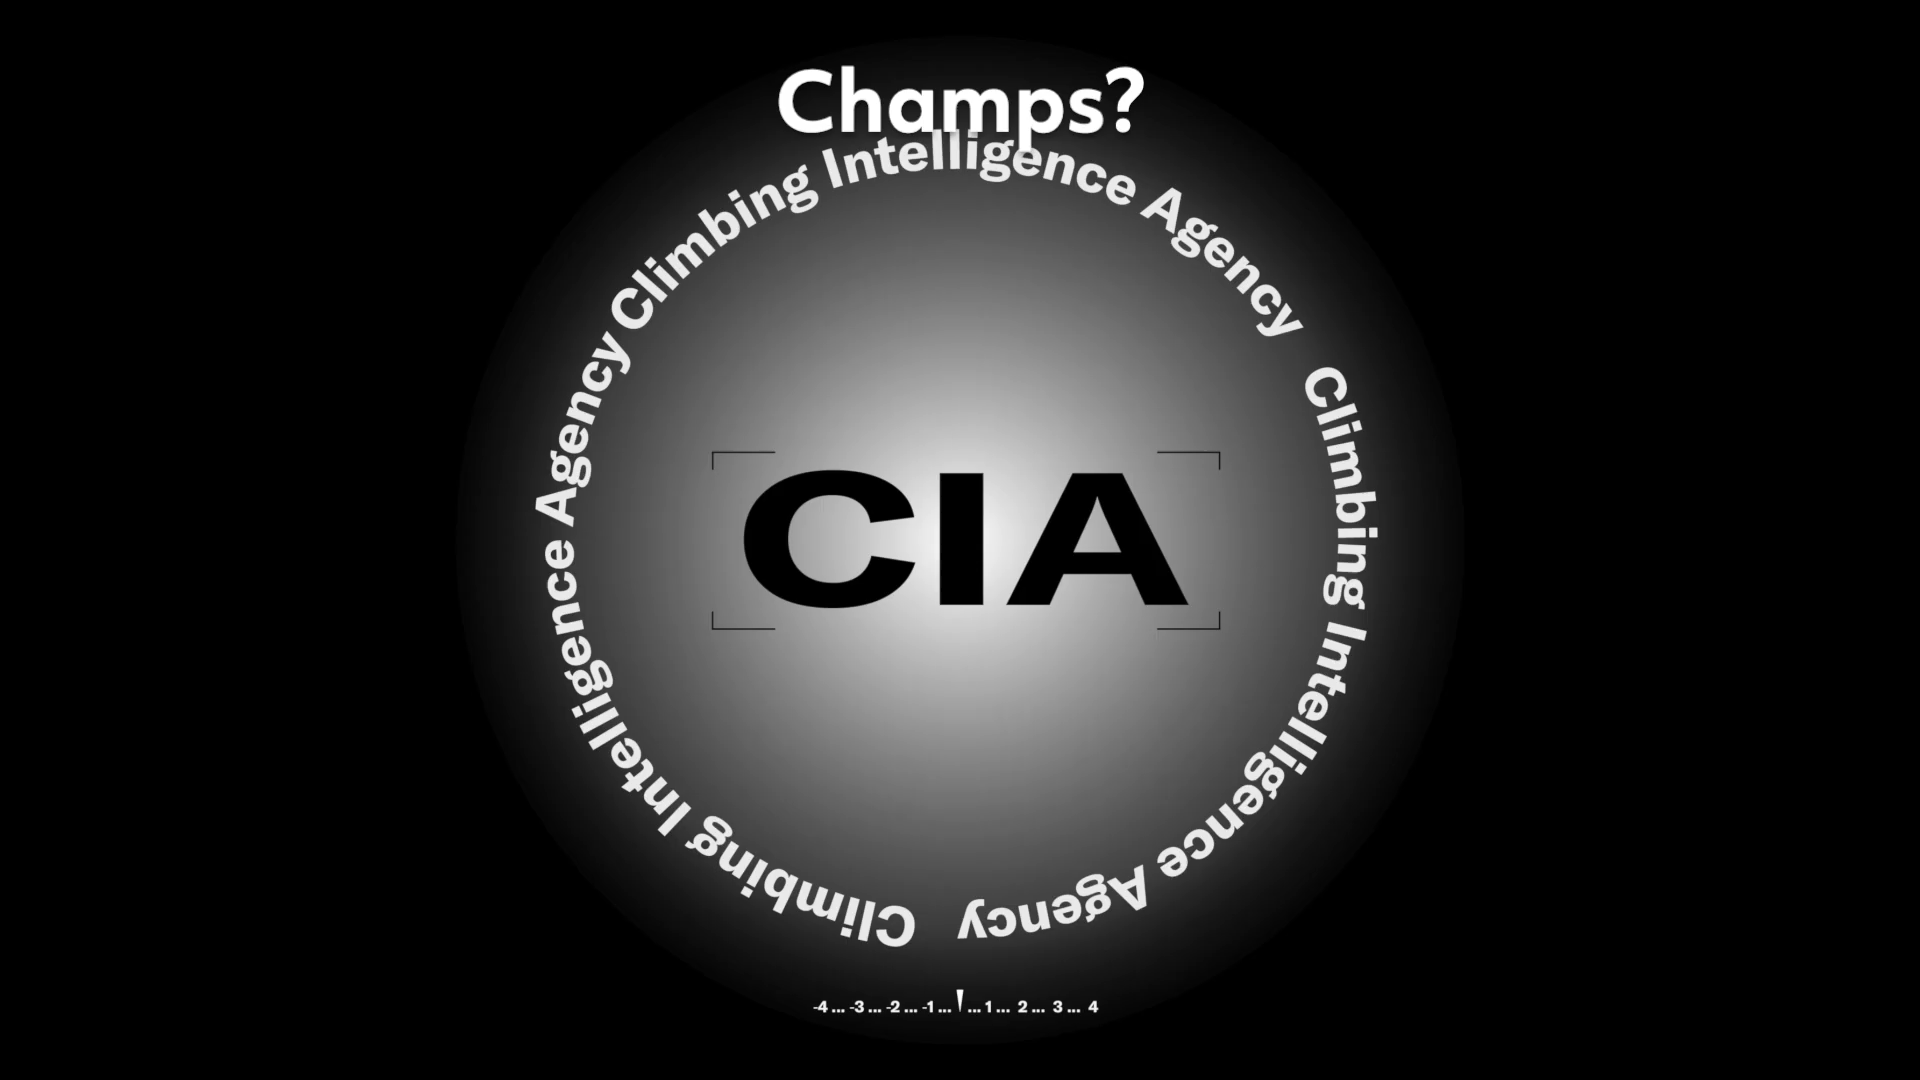 Champs?
Climbing Intelligence Agency
Climbing Intelligence Agency
Climbing Intelligence Agency
CIA
-4 ... -3 ... -2 ... -1 ... ... 1 ... 2 ... 3 ... 4